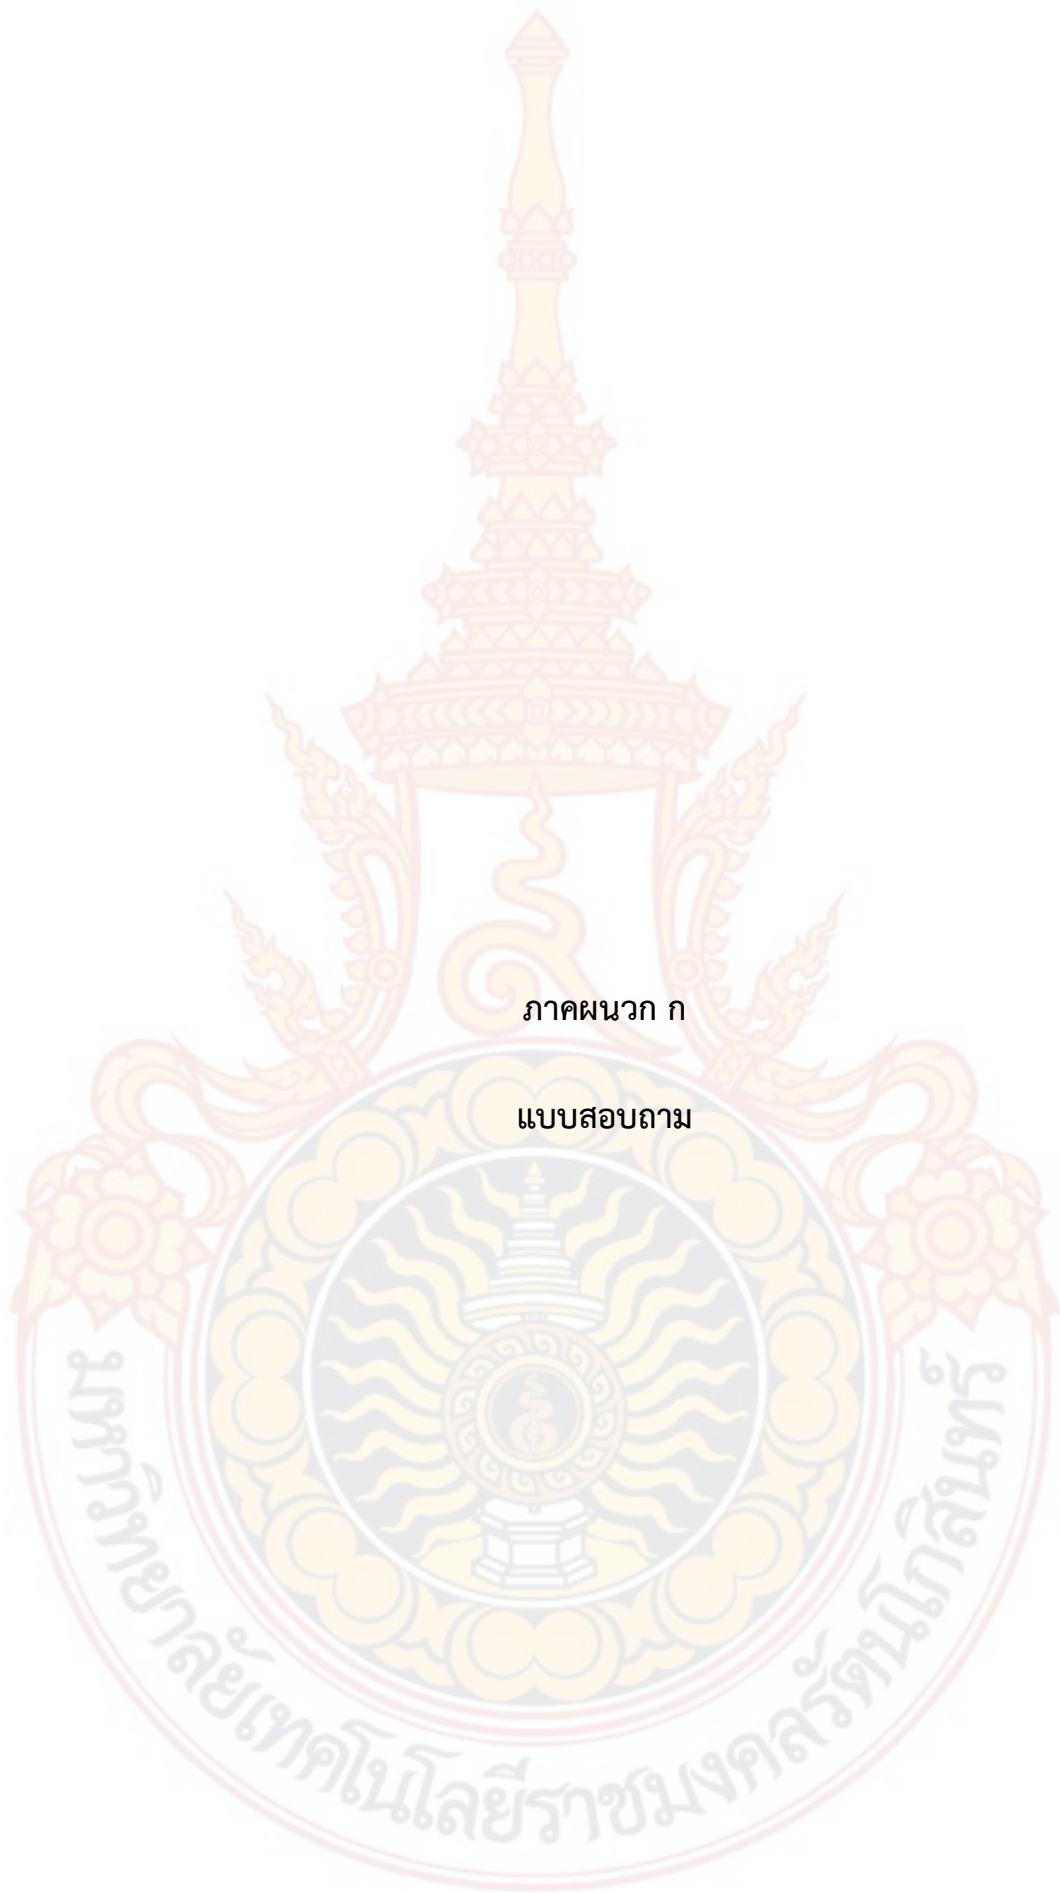 ภาคผนวก ก
แบบสอบถาม
มหาวิทยาลัยเทคโนโลยีราชมงคลรัตนโกสินทร์